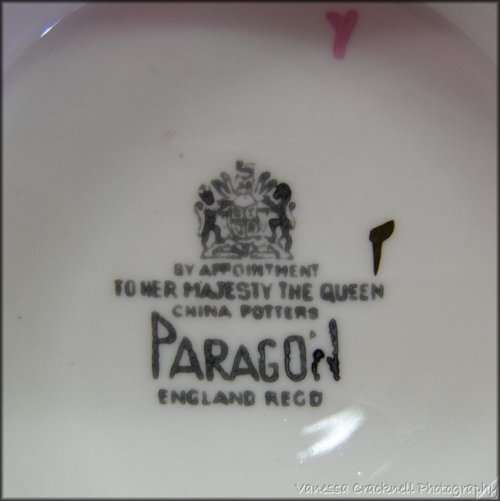 Y
BY APPOINTMENT
TO HER MAJESTY THE QUEEN
CHINA POTTERS
PARAGON
ENGLAND REGD
Vanessa Cracknell Photography